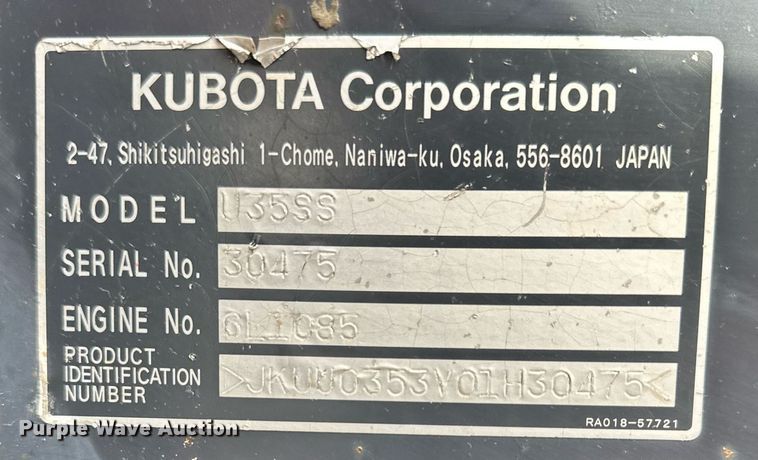 KUBOTA Corporation
2-47, Shikitsuhigashi 1-Chome, Naniwa-ku, Osaka, 556-8601 JAPAN
MODEL U35SS
SERIAL No. 30475
ENGINE No. 6L1085
PRODUCT IDENTIFICATION NUMBER >JKUU0353V01H30475<
RA018-57721
Purple Wave Auction